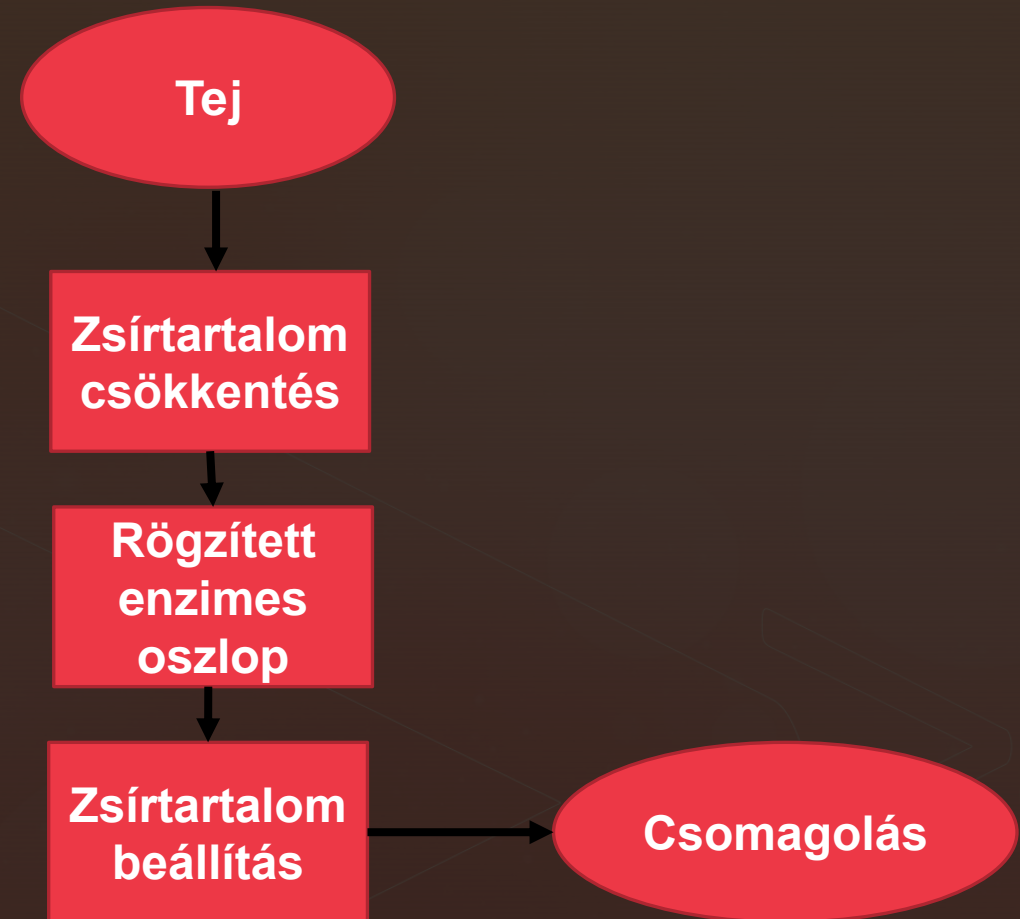 Tej
Zsírtartalom
csökkentés
Rögzített
enzimes
oszlop
Zsírtartalom
beállítás
Csomagolás